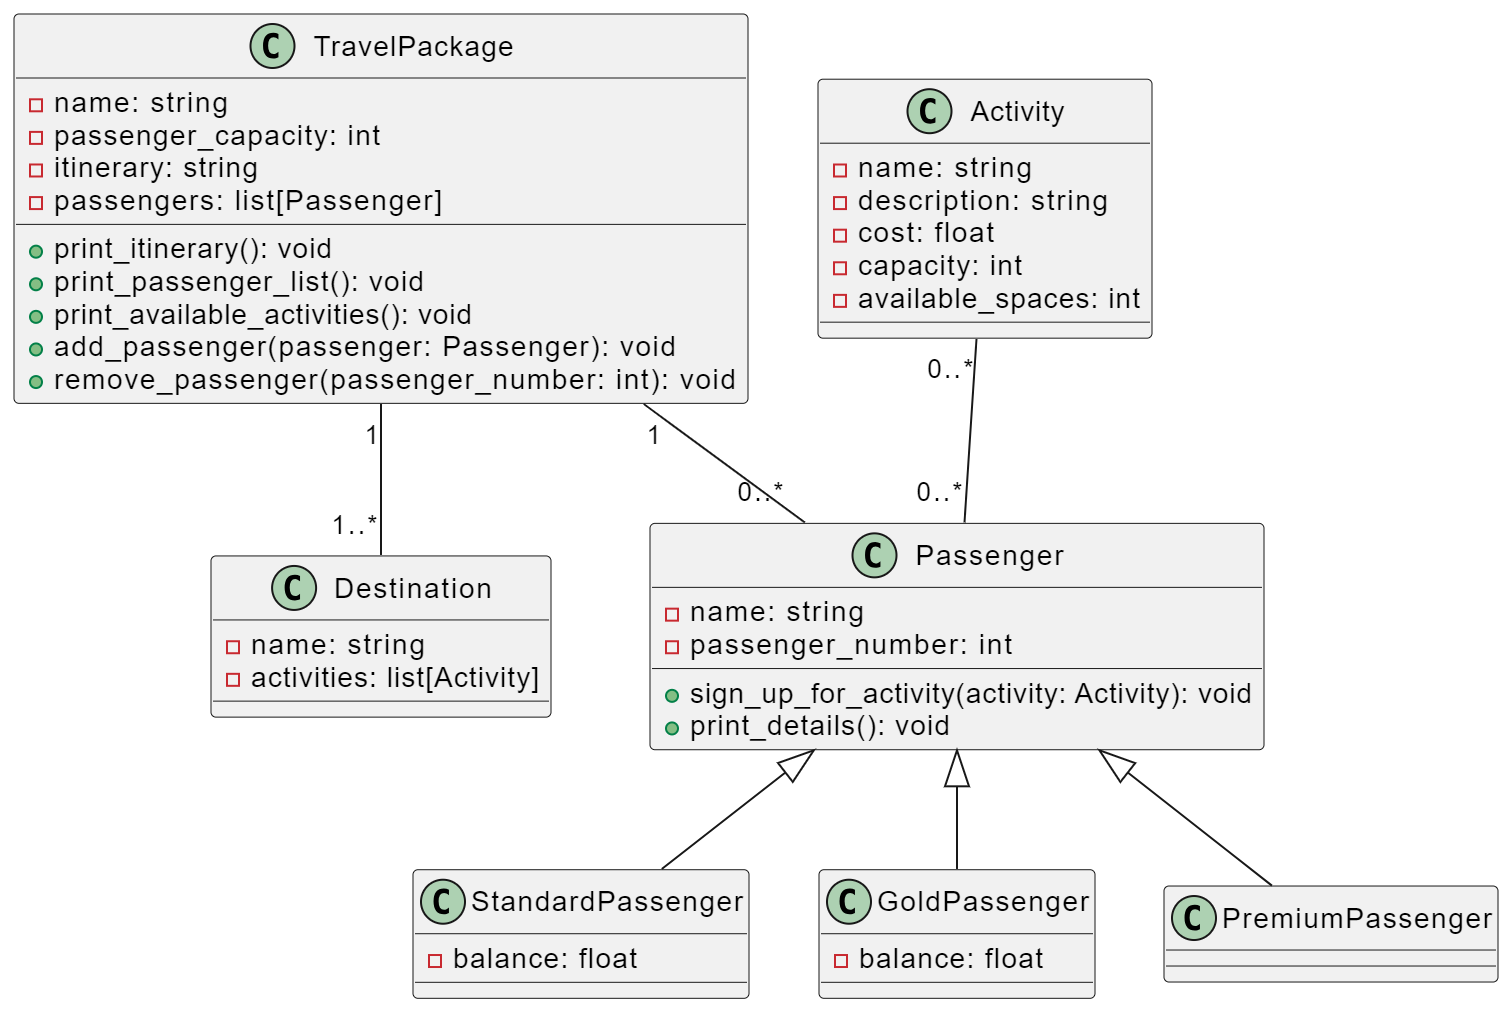 C TravelPackage
name: string
passenger_capacity: int
itinerary: string
passengers: list[Passenger]
print_itinerary(): void
print_passenger_list(): void
print_available_activities(): void
add_passenger(passenger: Passenger): void
remove_passenger(passenger_number: int): void
C Activity
name: string
description: string
cost: float
capacity: int
available_spaces: int
1
1..*
1
0..*
0..*
0..*
C Destination
name: string
activities: list[Activity]
C Passenger
name: string
passenger_number: int
sign_up_for_activity(activity: Activity): void
print_details(): void
C StandardPassenger
balance: float
C GoldPassenger
balance: float
C PremiumPassenger